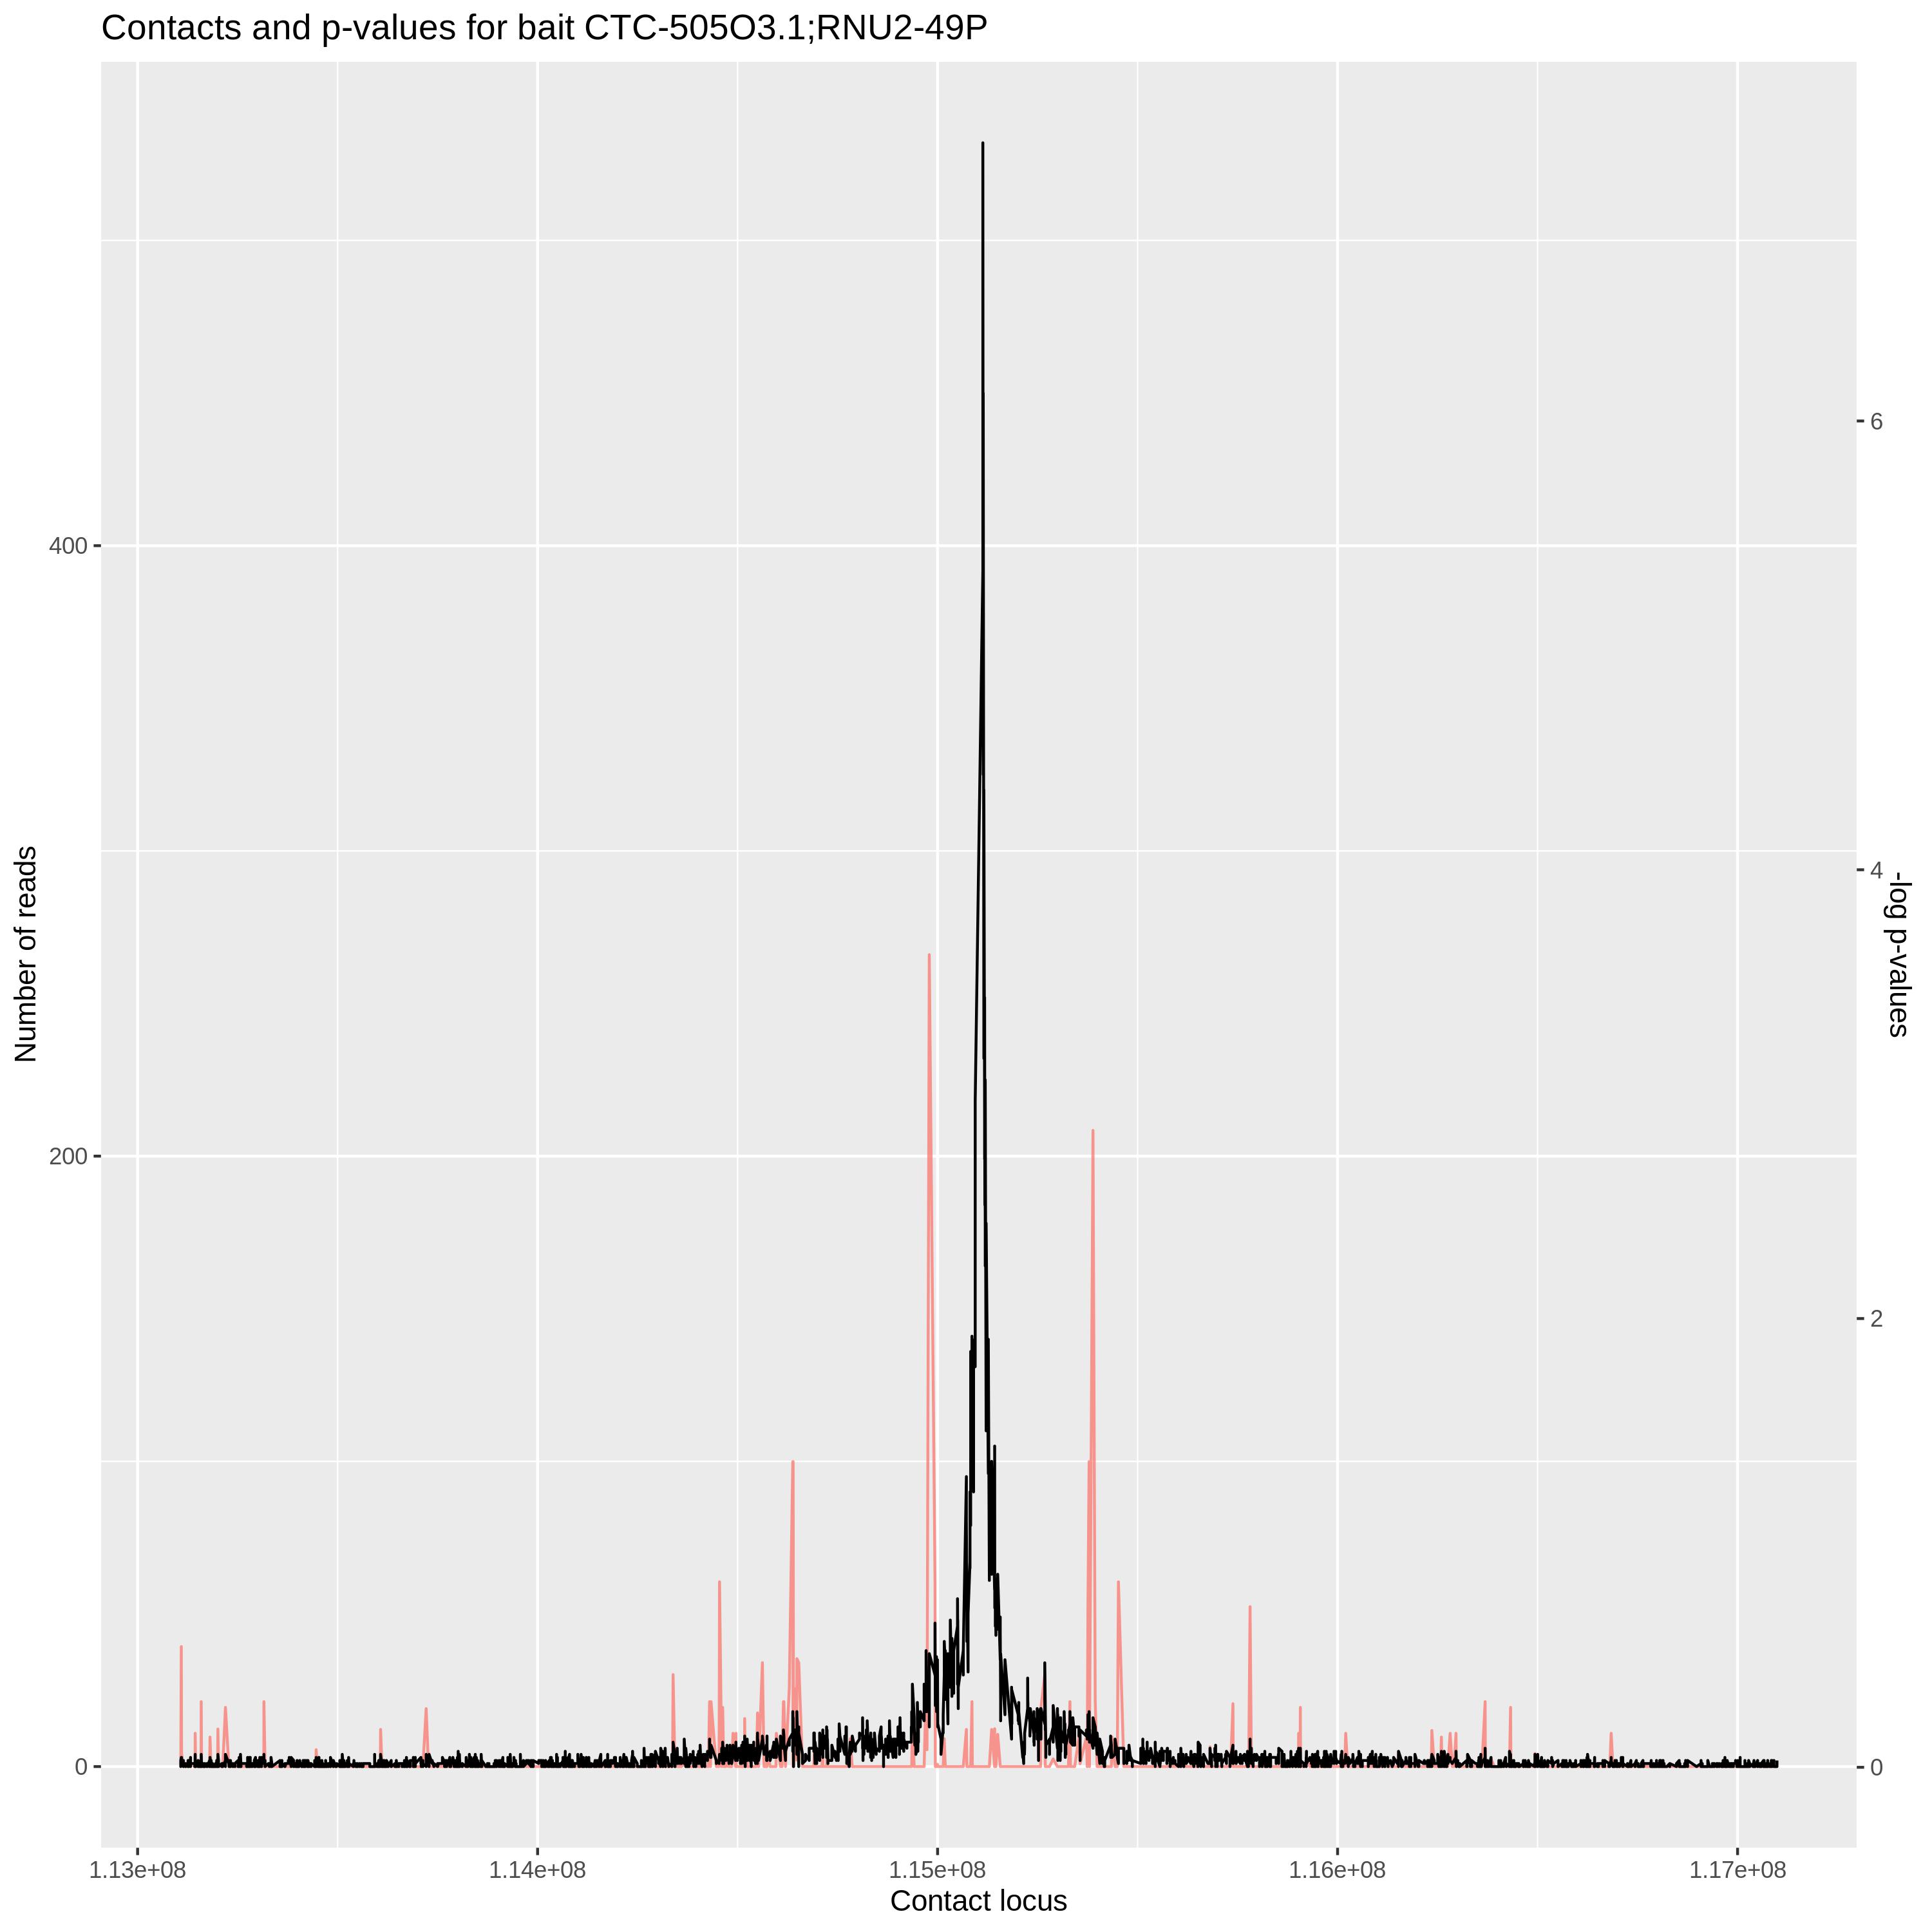 Contacts and p-values for bait CTC-505O3.1;RNU2-49P
Number of reads
400
200
0
6
4
2
0
-log p-values
1.13e+08
1.14e+08
1.15e+08
1.16e+08
1.17e+08
Contact locus